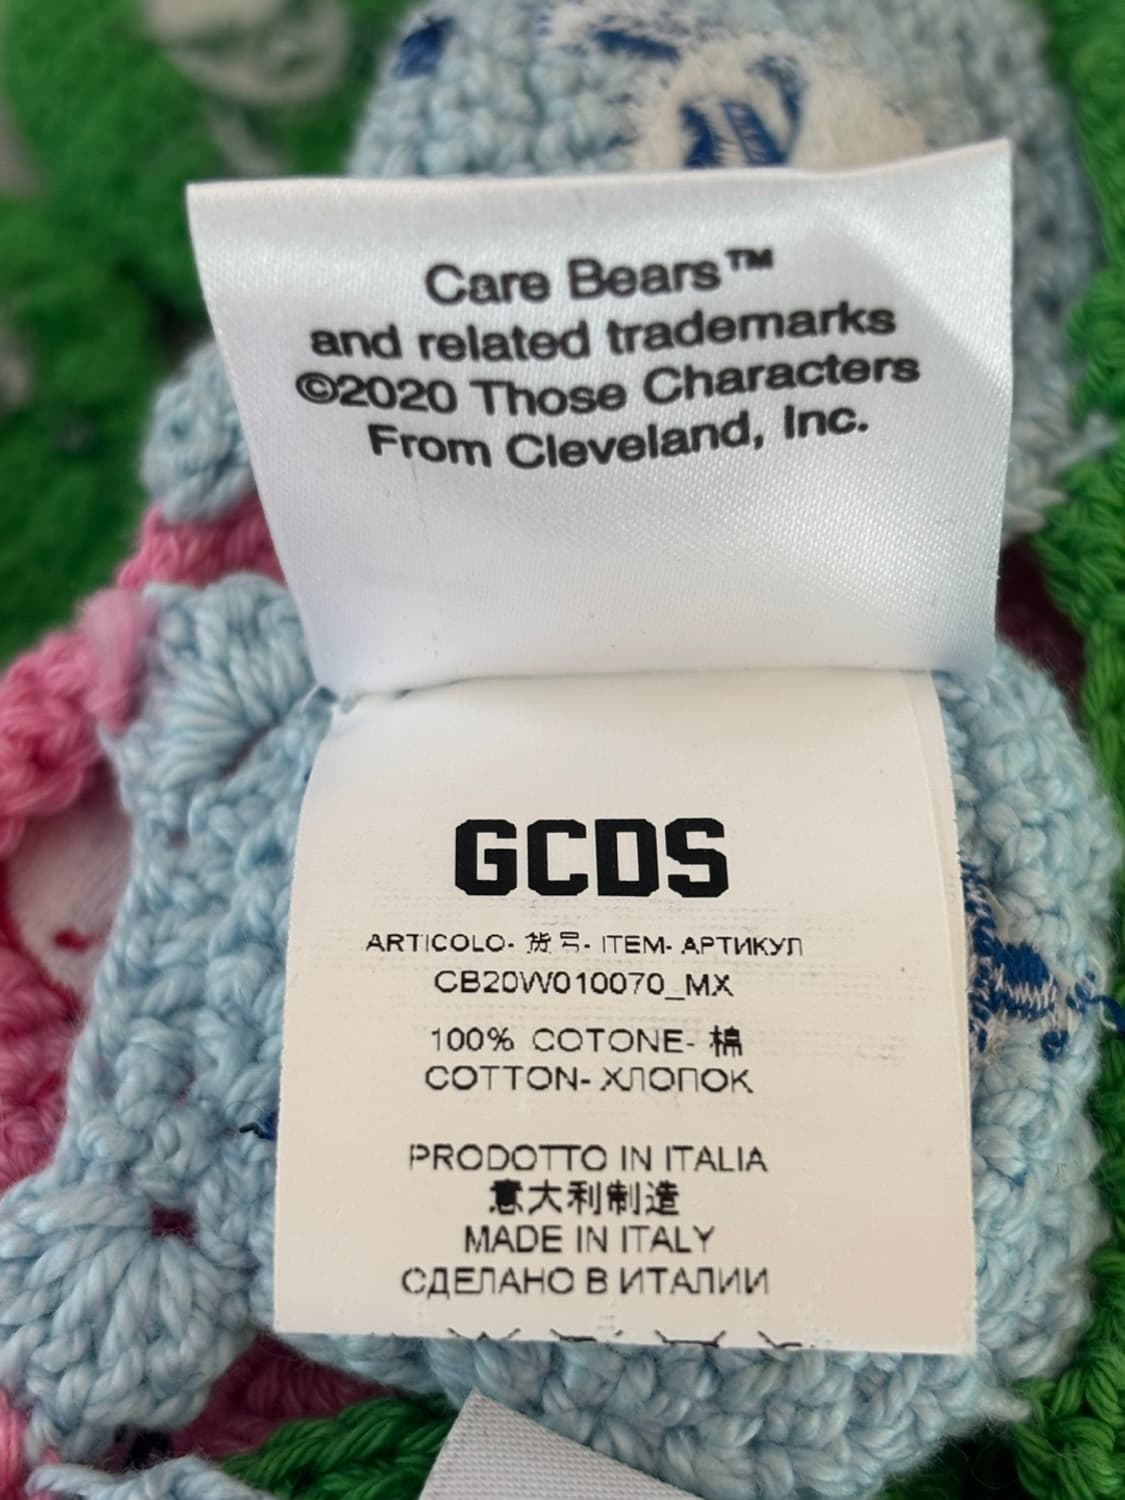 Care Bears™
and related trademarks
©2020 Those Characters
From Cleveland, Inc.
GCDS
ARTICOLO- 货号- ITEM- АРТИКУЛ
CB20W010070_MX
100% COTONE- 棉
COTTON- ХЛОПОК
PRODOTTO IN ITALIA
意大利制造
MADE IN ITALY
СДЕЛАНО В ИТАЛИИ